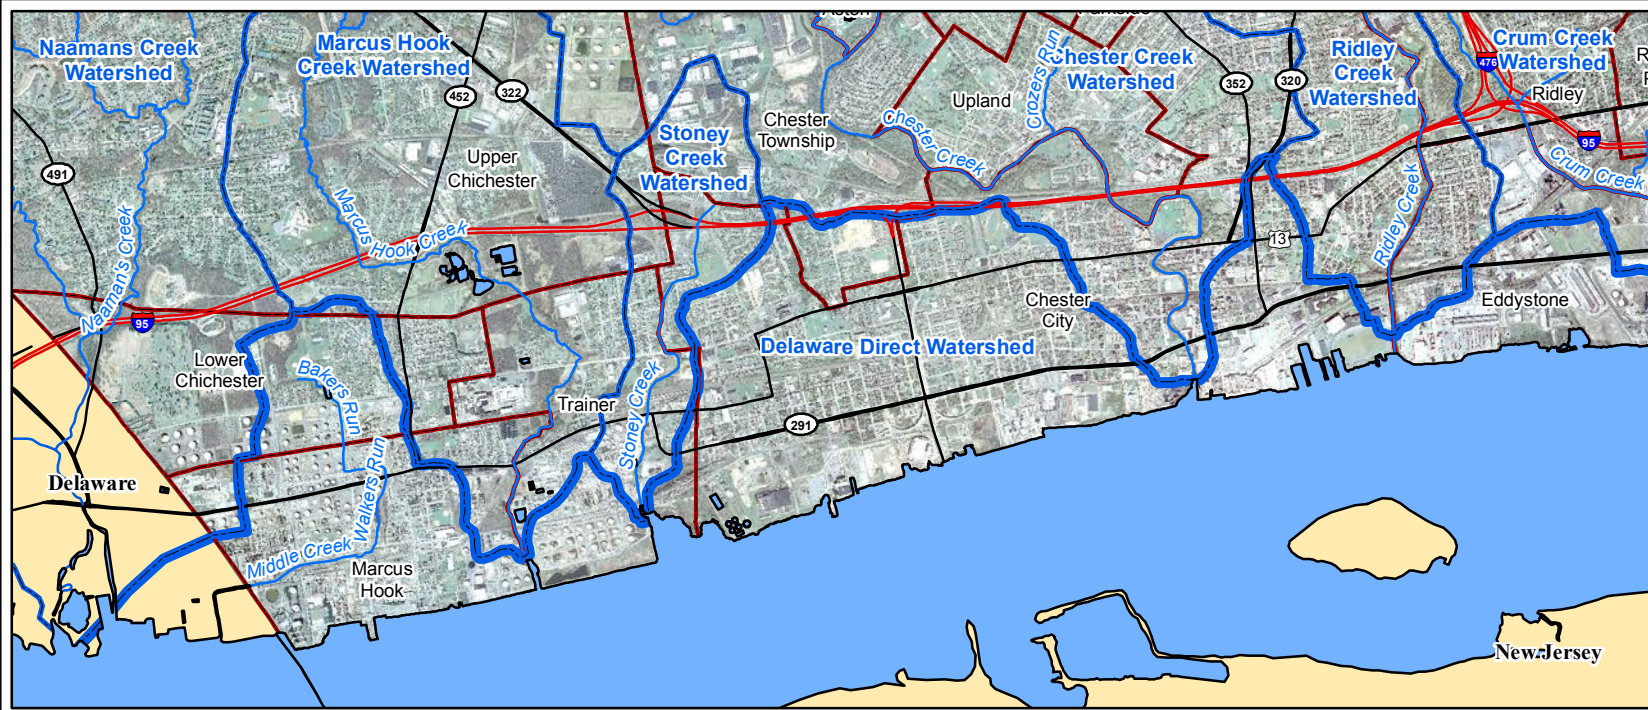 Naamans Creek
Watershed
Marcus Hook
Creek Watershed
452
322
491
Upper
Chichester
Stoney
Creek
Watershed
Chester
Township
Upland
Chester Creek
Crozers Run
Chester Creek
Watershed
352
320
Ridley
Creek
Watershed
476
Crum Creek
Watershed
Ridley
95
Crum Creek
Naaman's Creek
Marcus Hook Creek
95
13
Ridley Creek
Chester
City
Eddystone
Lower
Chichester
Bakers Run
Delaware Direct Watershed
Trainer
Stoney Creek
291
Delaware
Walkers Run
Middle Creek
Marcus
Hook
New Jersey